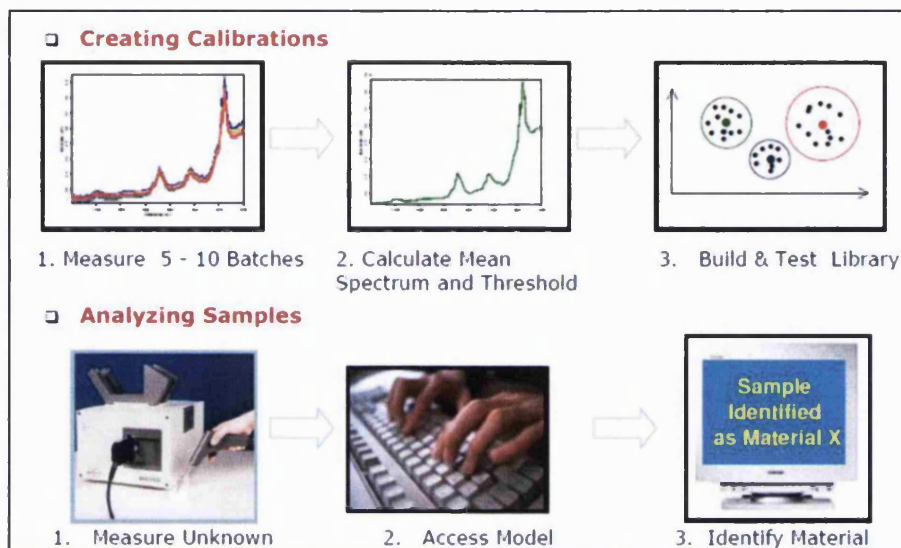 Creating Calibrations
1. Measure 5 - 10 Batches
2. Calculate Mean
Spectrum and Threshold
3. Build & Test Library
Analyzing Samples
Sample
Identified
as Material X
1. Measure Unknown
2. Access Model
3. Identify Material